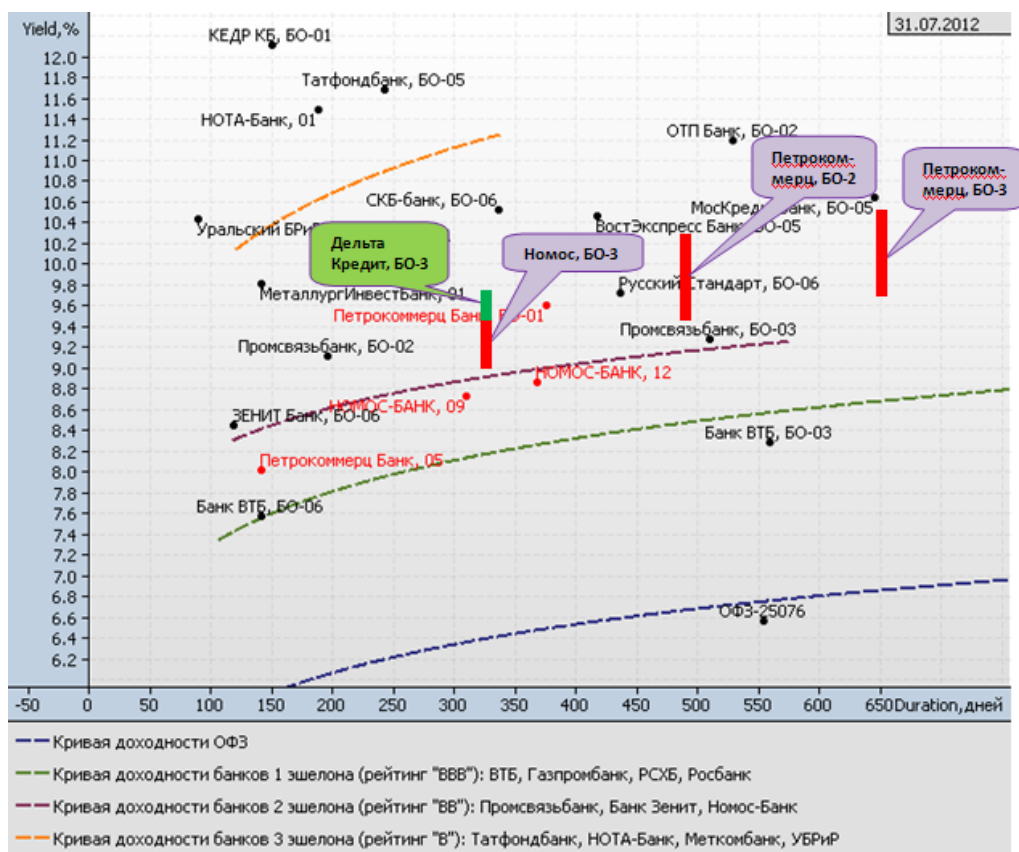 Yield,%
31.07.2012
КЕДР КБ, БО-01
12.0
11.8
Татфондбанк, БО-05
11.6
11.4
НОТА-Банк, 01
ОТП Банк, БО-02
11.2
11.0
Петроком-
мерц, БО-2
Петроком-
мерц, БО-3
10.8
СКБ-банк, БО-06
10.6
МосКред банк, БО-05
10.4
Уральский БРи
ВостЭкспресс Банк, БО-05
10.2
Дельта
Кредит, БО-3
Номос, БО-3
10.0
9.8
МеталлургИнвестБанк, 01
Русский Стандарт, БО-06
9.6
Петрокоммерц Банк, БО-01
9.4
Промсвязьбанк, БО-03
9.2
Промсвязьбанк, БО-02
9.0
НОМОС-БАНК, 12
8.8
НОМОС-БАНК, 09
8.6
ЗЕНИТ Банк, БО-06
8.4
Банк ВТБ, БО-03
8.2
Петрокоммерц Банк, 05
8.0
7.8
Банк ВТБ, БО-06
7.6
7.4
7.2
7.0
6.8
ОФЗ-25076
6.6
6.4
6.2
-50 0 50 100 150 200 250 300 350 400 450 500 550 600 650 Duration,дней
Кривая доходности ОФЗ
Кривая доходности банков 1 эшелона (рейтинг "BBB"): ВТБ, Газпромбанк, РСХБ, Росбанк
Кривая доходности банков 2 эшелона (рейтинг "BB"): Промсвязьбанк, Банк Зенит, Номос-Банк
Кривая доходности банков 3 эшелона (рейтинг "B"): Татфондбанк, НОТА-Банк, Меткомбанк, УБРиР